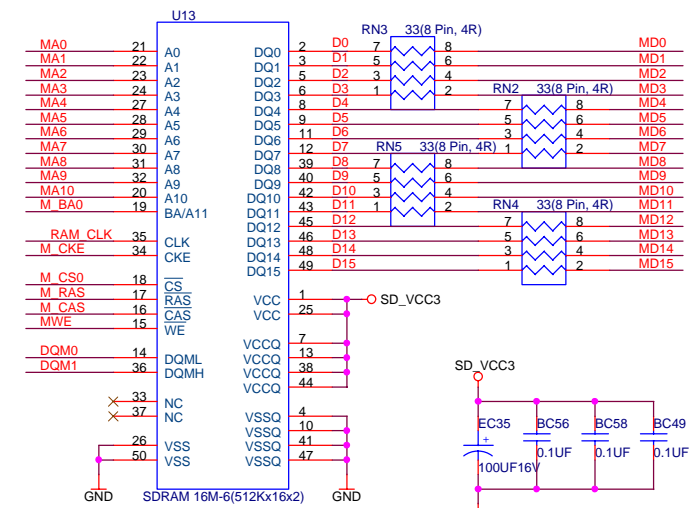 U13
MA0 21 A0 DQ0 2 D0 7 RN3 33(8 Pin, 4R) 8 MD0
MA1 22 A1 DQ1 3 D1 5 6 MD1
MA2 23 A2 DQ2 5 D2 3 4 MD2
MA3 24 A3 DQ3 6 D3 1 2 RN2 33(8 Pin, 4R) MD3
MA4 27 A4 DQ4 8 D4 7 8 MD4
MA5 28 A5 DQ5 9 D5 5 6 MD5
MA6 29 A6 DQ6 11 D6 3 4 MD6
MA7 30 A7 DQ7 12 D7 RN5 33(8 Pin, 4R) 1 2 MD7
MA8 31 A8 DQ8 39 D8 7 8 MD8
MA9 32 A9 DQ9 40 D9 5 6 MD9
MA10 20 A10 DQ10 42 D10 3 4 MD10
M_BA0 19 BA/A11 DQ11 43 D11 1 2 RN4 33(8 Pin, 4R) MD11
DQ12 45 D12 7 8 MD12
RAM_CLK 35 CLK DQ13 46 D13 5 6 MD13
M_CKE 34 CKE DQ14 48 D14 3 4 MD14
DQ15 49 D15 1 2 MD15
M_CS0 18 CS
M_RAS 17 RAS VCC 1 SD_VCC3
M_CAS 16 CAS VCC 25
MWE 15 WE
VCCQ 7
DQM0 14 DQML VCCQ 13
DQM1 36 DQMH VCCQ 38
VCCQ 44
33 NC
37 NC VSSQ 4
VSSQ 10
26 VSS VSSQ 41
50 VSS VSSQ 47
GND SDRAM 16M-6(512Kx16x2) GND
SD_VCC3
EC35 BC56 BC58 BC49
+
100UF16V 0.1UF 0.1UF 0.1UF